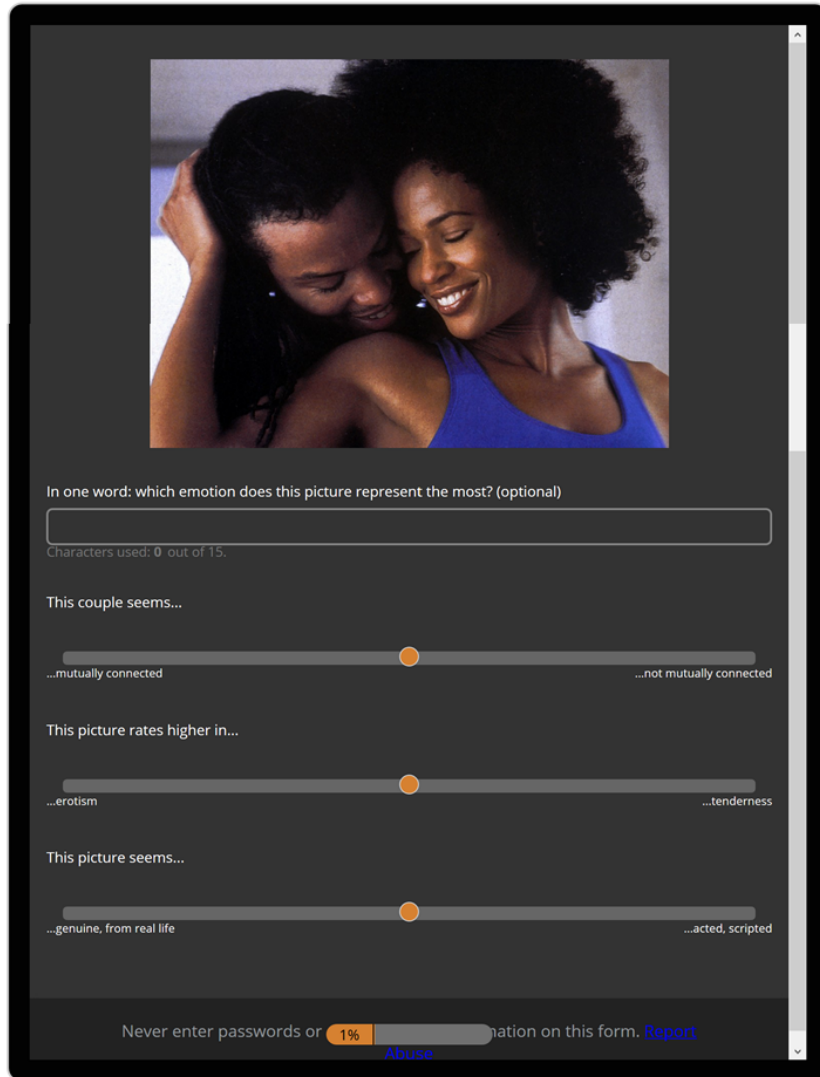 In one word: which emotion does this picture represent the most? (optional)
Characters used: 0 out of 15.
This couple seems...
...mutually connected ...not mutually connected
This picture rates higher in...
...erotism ...tenderness
This picture seems...
...genuine, from real life ...acted, scripted
Never enter passwords or 1% mation on this form. Report
Abuse